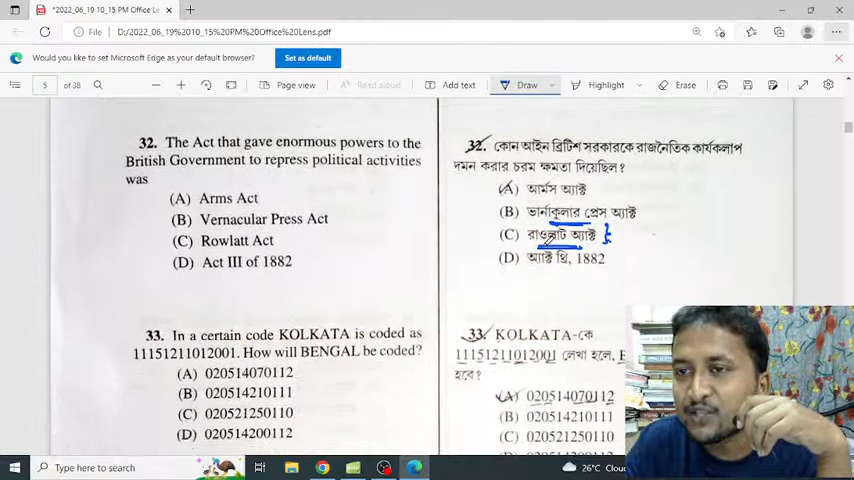 *2022_06_19 10_15 PM Office Le
File
D:/2022_06_19%2010_15%20PM%20Office%20Lens.pdf
Would you like to set Microsoft Edge as your default browser?
Set as default
5
of 38
Page view
Read aloud
Add text
Draw
Highlight
Erase
32. The Act that gave enormous powers to the
British Government to repress political activities
was
(A) Arms Act
(B) Vernacular Press Act
(C) Rowlatt Act
(D) Act III of 1882
33. In a certain code KOLKATA is coded as
11151211012001. How will BENGAL be coded?
(A) 020514070112
(B) 020514210111
(C) 020521250110
(D) 020514200112
32. কোন আইন ব্রিটিশ সরকারকে রাজনৈতিক কার্যকলাপ
দমন করার চরম ক্ষমতা দিয়েছিল?
(A) আর্মস অ্যাক্ট
(B) ভার্নাকুলার প্রেস অ্যাক্ট
(C) রাওলাট অ্যাক্ট
(D) অ্যাক্ট থ্রি, 1882
33. KOLKATA-কে
11151211012001 লেখা হলে,
হবে?
(A) 020514070112
(B) 020514210111
(C) 020521250110
Type here to search
26°C